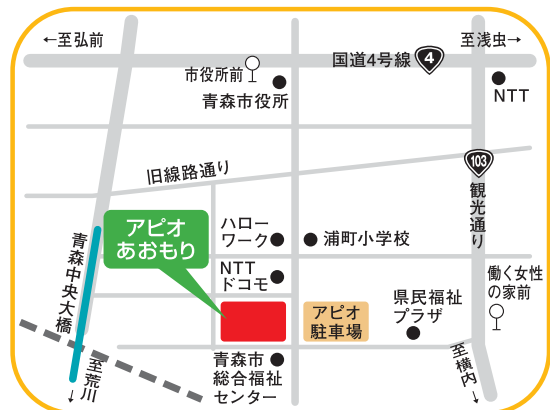 ←至弘前
至浅虫→
国道4号線
4
市役所前
青森市役所
NTT
旧線路通り
103
観光通り
アピオ
あおもり
ハロー
ワーク
浦町小学校
青森中央大橋
NTT
ドコモ
働く女性
の家前
県民福祉
プラザ
アピオ
駐車場
青森市
総合福祉
センター
至荒川→
至横内→